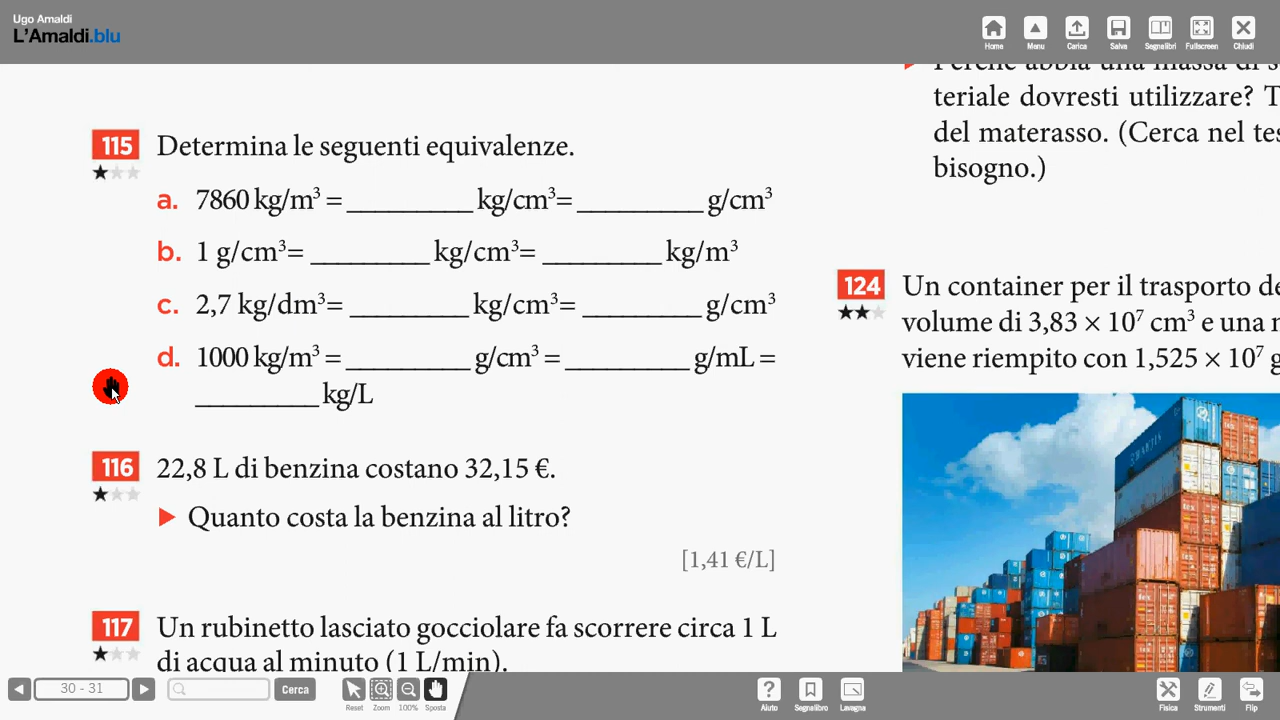 Ugo Amaldi
L'Amaldi.blu
Home Menu Carica Salva Segnalibri Fullscreen Chiudi
115 Determina le seguenti equivalenze.
a. 7860 kg/m³ = _________ kg/cm³= _________ g/cm³
b. 1 g/cm³= _________ kg/cm³= _________ kg/m³
c. 2,7 kg/dm³= _________ kg/cm³= _________ g/cm³
d. 1000 kg/m³ = _________ g/cm³ = _________ g/mL =
_________ kg/L
116 22,8 L di benzina costano 32,15 €.
Quanto costa la benzina al litro?
[1,41 €/L]
117 Un rubinetto lasciato gocciolare fa scorrere circa 1 L
di acqua al minuto (1 L/min).
Perché abbia una massa di s
teriale dovresti utilizzare? T
del materasso. (Cerca nel tes
bisogno.)
124 Un container per il trasporto de
volume di 3,83 × 10⁷ cm³ e una
viene riempito con 1,525 × 10⁷ g
30 - 31 Cerca Reset Zoom 100% Sposta Aiuto Segnalibro Lavagna Fisica Strumenti Flip